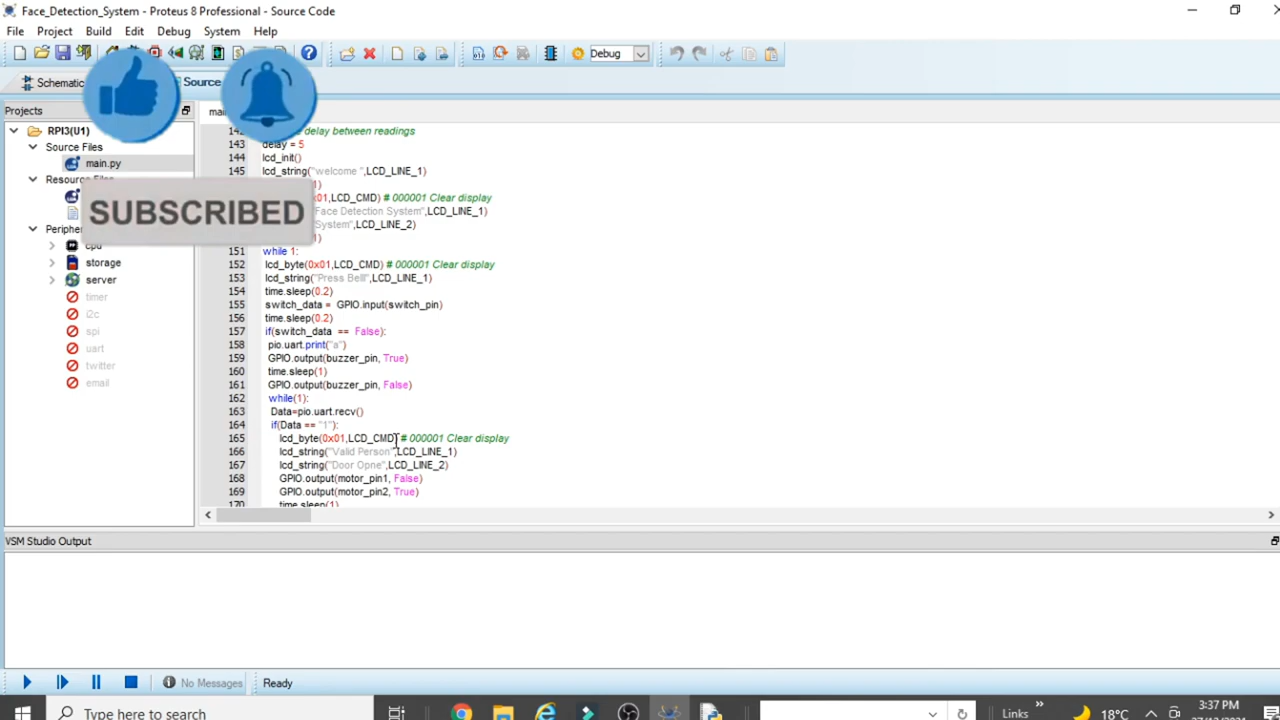 Face_Detection_System - Proteus 8 Professional - Source Code
File Project Build Edit Debug System Help
Debug
Schematic Source
Projects
RPI3(U1)
Source Files
main.py
SUBSCRIBED
cpu
storage
server
timer
i2c
spi
uart
twitter
email
delay between readings
143 delay = 5
144 lcd_init()
145 lcd_string("welcome ",LCD_LINE_1)
01,LCD_CMD) # 000001 Clear display
Face Detection System",LCD_LINE_1)
System",LCD_LINE_2)
151 while 1:
152 lcd_byte(0x01,LCD_CMD) # 000001 Clear display
153 lcd_string("Press Bell",LCD_LINE_1)
154 time.sleep(0.2)
155 switch_data = GPIO.input(switch_pin)
156 time.sleep(0.2)
157 if(switch_data == False):
158 pio.uart.print("a")
159 GPIO.output(buzzer_pin, True)
160 time.sleep(1)
161 GPIO.output(buzzer_pin, False)
162 while(1):
163 Data=pio.uart.recv()
164 if(Data == "1"):
165 lcd_byte(0x01,LCD_CMD) # 000001 Clear display
166 lcd_string("Valid Person",LCD_LINE_1)
167 lcd_string("Door Opne",LCD_LINE_2)
168 GPIO.output(motor_pin1, False)
169 GPIO.output(motor_pin2, True)
170 time.sleep(1)
VSM Studio Output
No Messages Ready
Type here to search
Links
18°C
3:37 PM